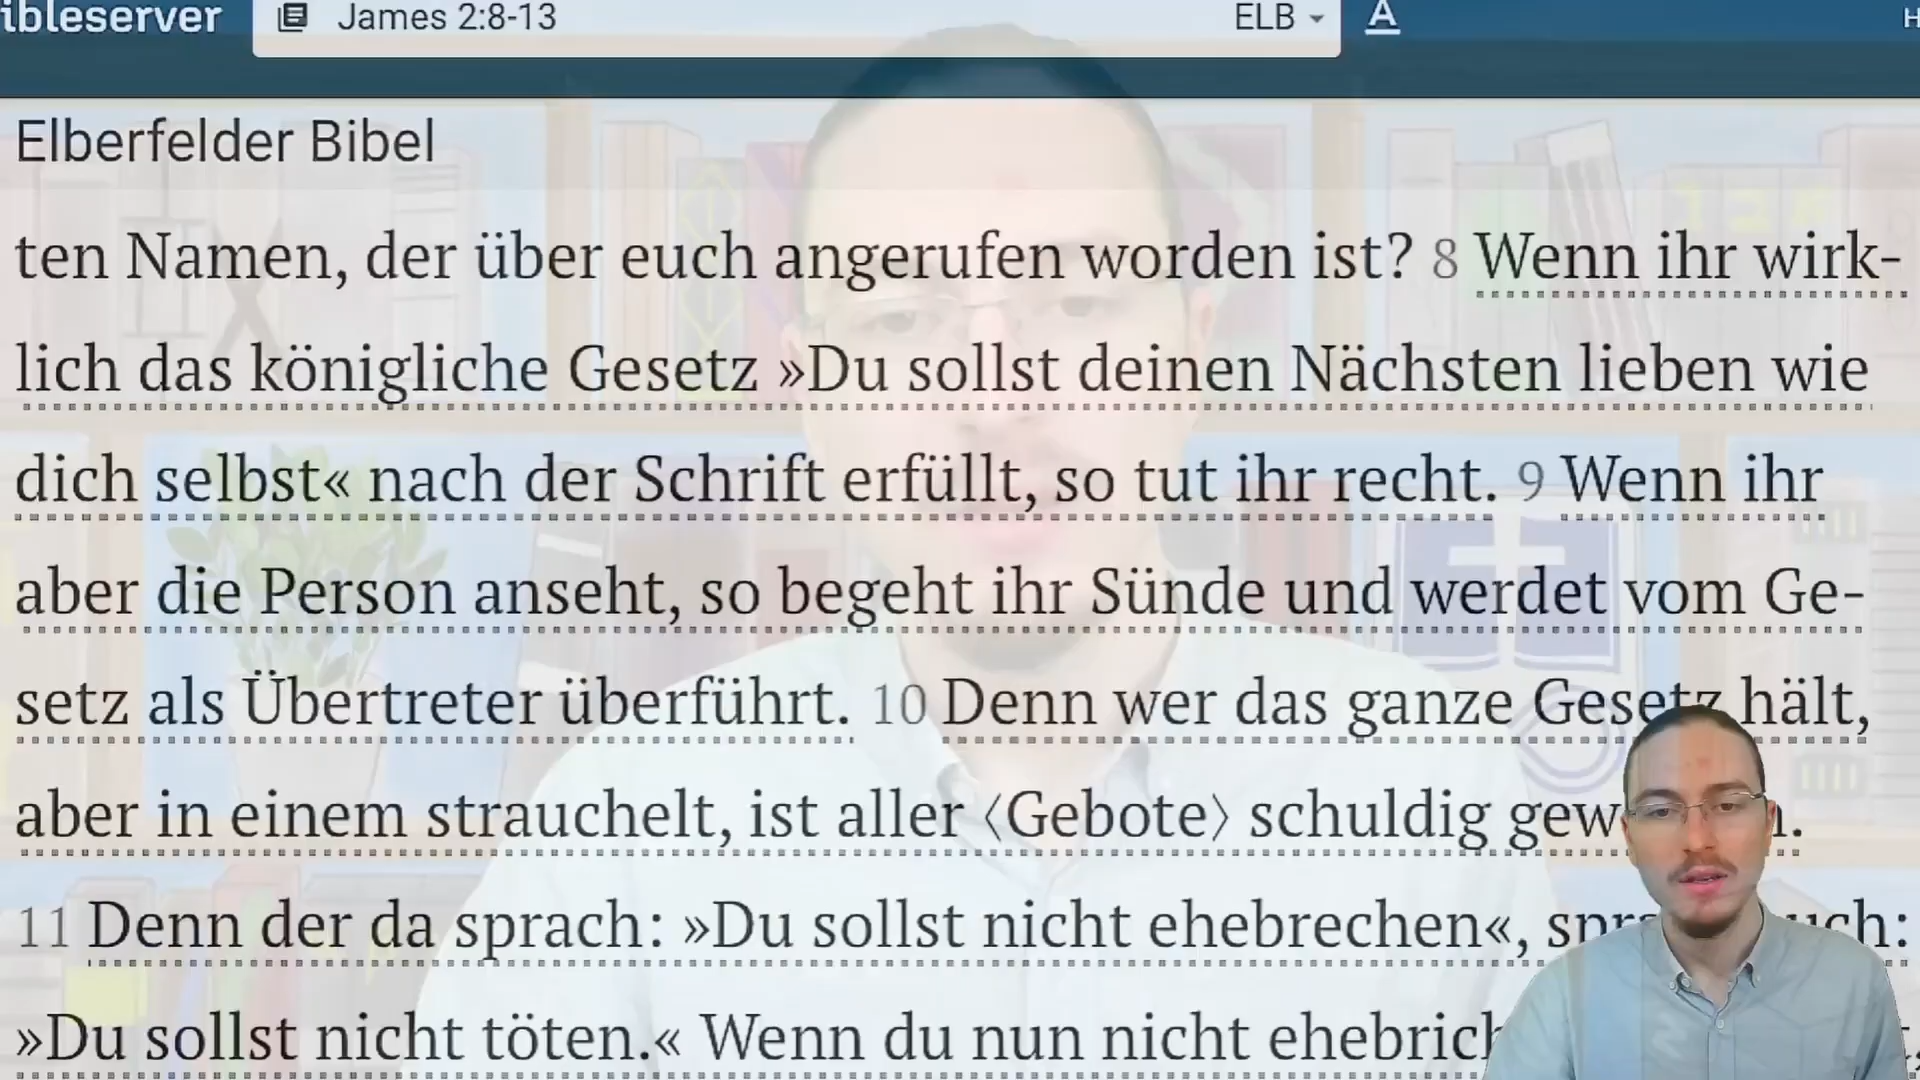 ibleserver James 2:8-13 ELB A H
Elberfelder Bibel
ten Namen, der über euch angerufen worden ist? 8 Wenn ihr wirk-
lich das königliche Gesetz »Du sollst deinen Nächsten lieben wie
dich selbst« nach der Schrift erfüllt, so tut ihr recht. 9 Wenn ihr
aber die Person anseht, so begeht ihr Sünde und werdet vom Ge-
setz als Übertreter überführt. 10 Denn wer das ganze Gesetz hält,
aber in einem strauchelt, ist aller ⟨Gebote⟩ schuldig
11 Denn der da sprach: »Du sollst nicht ehebrechen«,
»Du sollst nicht töten.« Wenn du nun nicht